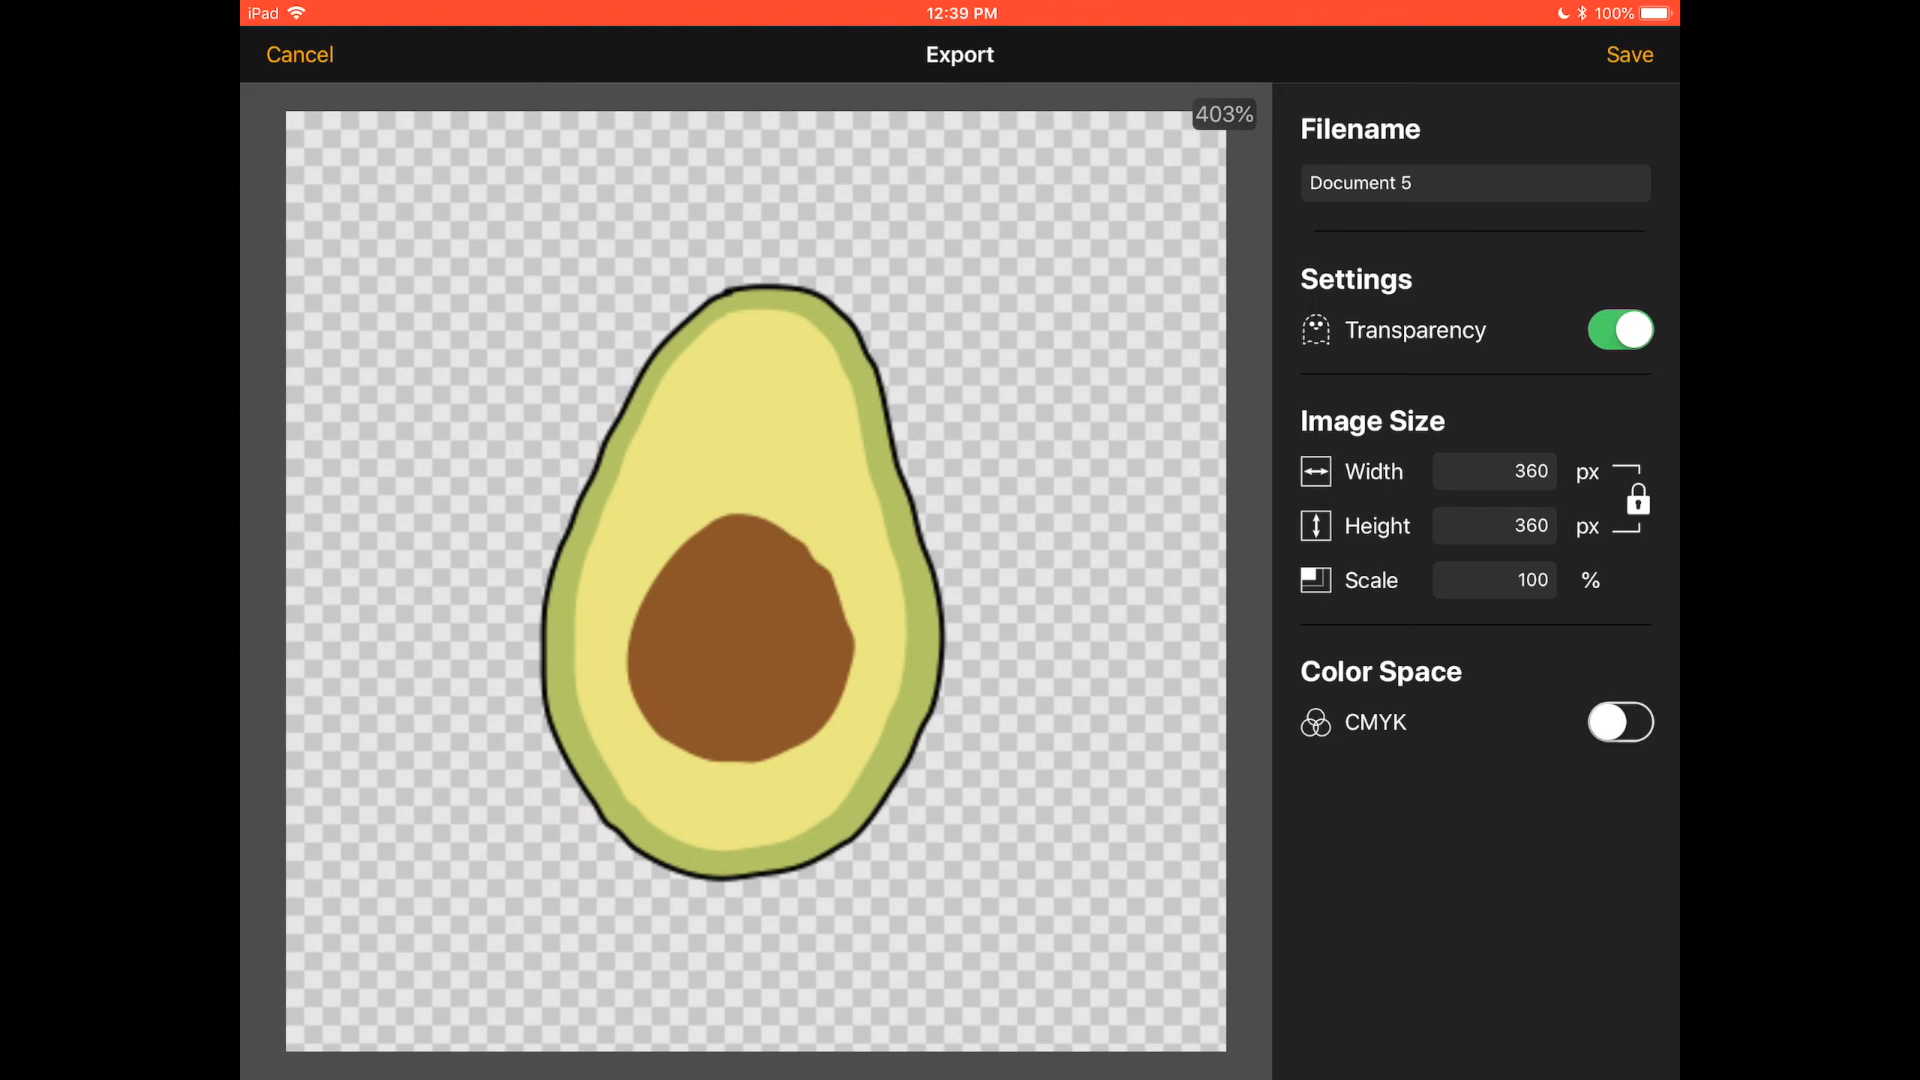 iPad 12:39 PM 100%
Cancel Export Save
403%
Filename
Document 5
Settings
Transparency
Image Size
Width 360 px
Height 360 px
Scale 100 %
Color Space
CMYK